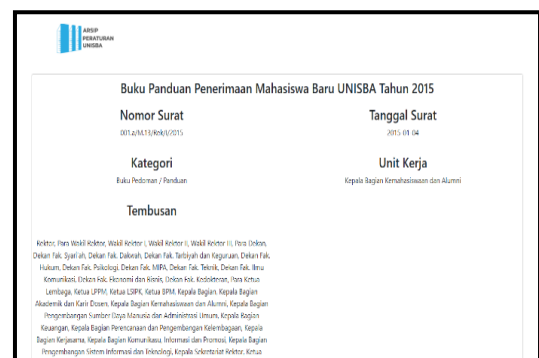 ARSIP
PERATURAN
UNISBA
Buku Panduan Penerimaan Mahasiswa Baru UNISBA Tahun 2015
Nomor Surat
Tanggal Surat
001.a/M.13/Rek/I/2015
2015-01-04
Kategori
Unit Kerja
Buku Pedoman / Panduan
Kepala Bagian Kemahasiswaan dan Alumni
Tembusan
Rektor, Para Wakil Rektor, Wakil Rektor I, Wakil Rektor II, Wakil Rektor III, Para Dekan,
Dekan Fak. Syari'ah, Dekan Fak. Dakwah, Dekan Fak. Tarbiyah dan Keguruan, Dekan Fak.
Hukum, Dekan Fak. Psikologi, Dekan Fak. MIPA, Dekan Fak. Teknik, Dekan Fak. Ilmu
Komunikasi, Dekan Fak. Ekonomi dan Bisnis, Dekan Fak. Kedokteran, Para Ketua
Lembaga, Ketua LPPM, Ketua LSIPK, Ketua BPM, Kepala Bagian, Kepala Bagian
Akademik dan Karir Dosen, Kepala Bagian Kemahasiswaan dan Alumni, Kepala Bagian
Pengembangan Sumber Daya Manusia dan Administrasi Umum, Kepala Bagian
Keuangan, Kepala Bagian Perencanaan dan Pengembangan Kelembagaan, Kepala
Bagian Kerjasama, Kepala Bagian Komunikasi, Informasi dan Promosi, Kepala Bagian
Pengembangan Sistem Informasi dan Teknologi, Kepala Sekretariat Rektor, Ketua